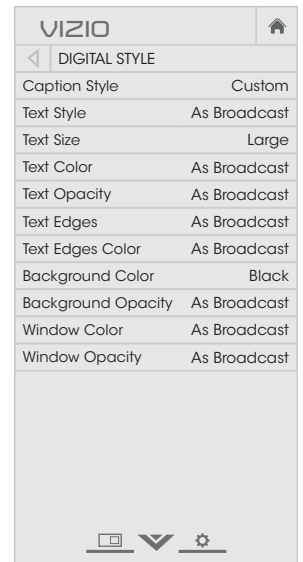 VIZIO
DIGITAL STYLE
Caption Style Custom
Text Style As Broadcast
Text Size Large
Text Color As Broadcast
Text Opacity As Broadcast
Text Edges As Broadcast
Text Edges Color As Broadcast
Background Color Black
Background Opacity As Broadcast
Window Color As Broadcast
Window Opacity As Broadcast